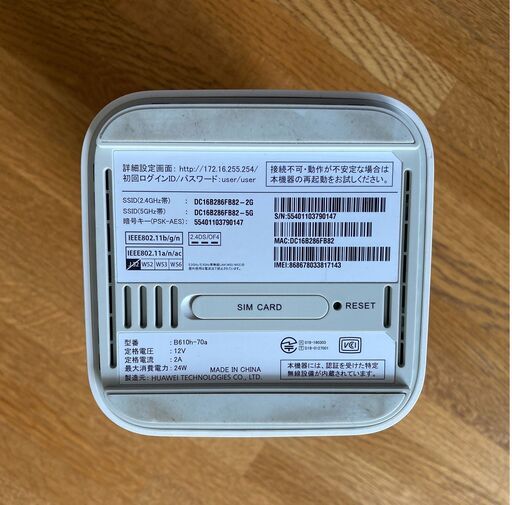 詳細設定画面: http://172.16.255.254/
初回ログインID/パスワード:user/user
接続不可・動作が不安定な場合は
本機器の再起動をお試しください。
SSID(2.4GHz帯) : DC16B286FB82-2G
SSID(5GHz帯) : DC16B286FB82-5G
暗号キー(PSK-AES) : 55401103790147
S/N:55401103790147
MAC:DC16B286FB82
IMEI:868678033817143
IEEE802.11b/g/n
2.4DS/OF4
IEEE802.11a/n/ac
J52 W52 W53 W56
SIM CARD
RESET
型番 : B610h-70a
定格電圧 : 12V
定格電流 : 2A
最大消費電力 : 24W
MADE IN CHINA
製造元: HUAWEI TECHNOLOGIES CO., LTD.
VCCI
本機器には、認証を受けた特定
無線設備が内蔵されています。